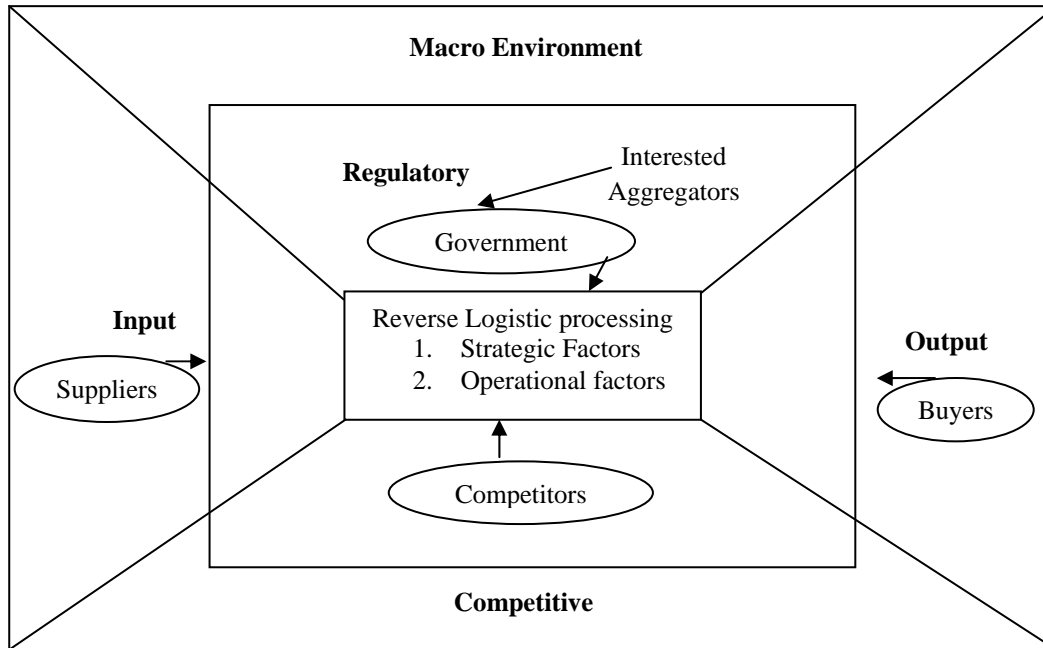 Macro Environment
Regulatory
Interested
Aggregators
Government
Input
Suppliers
Reverse Logistic processing
1. Strategic Factors
2. Operational factors
Output
Buyers
Competitors
Competitive